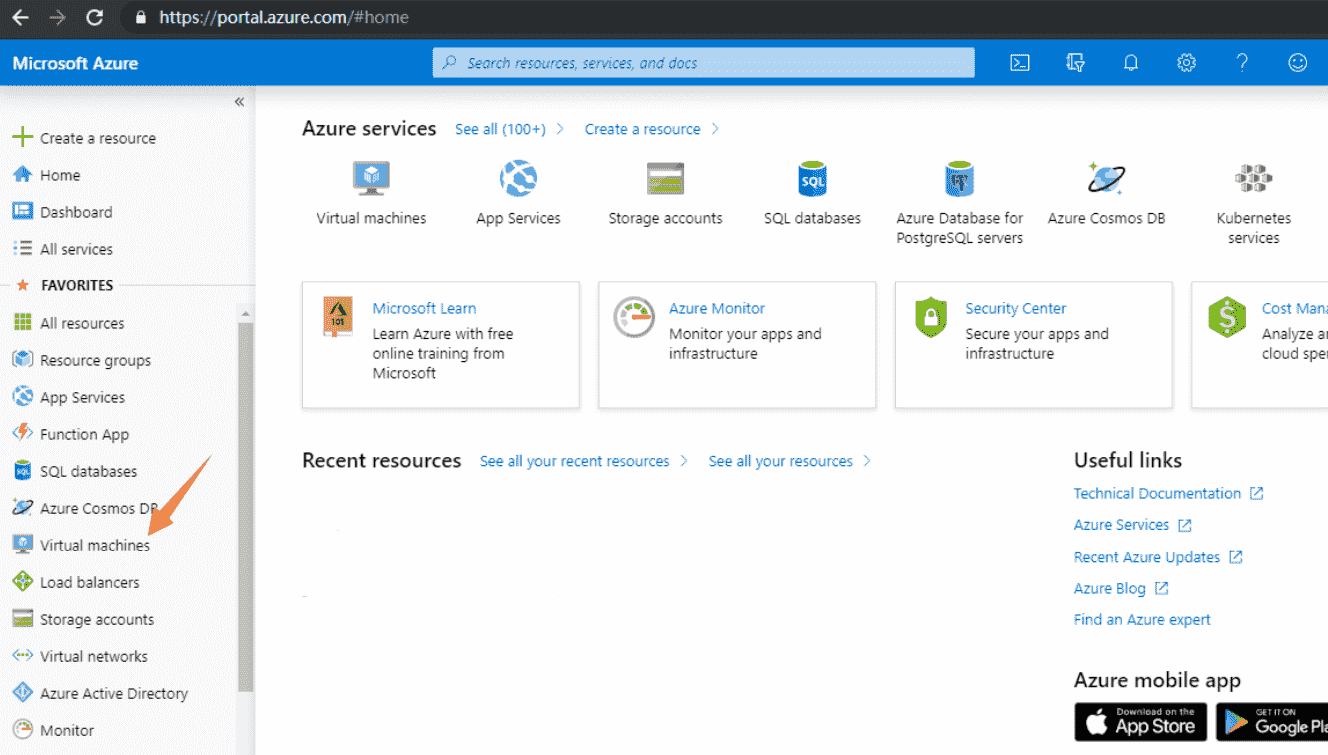 https://portal.azure.com/#home
Microsoft Azure
Search resources, services, and docs
Create a resource
Home
Dashboard
All services
FAVORITES
All resources
Resource groups
App Services
Function App
SQL databases
Azure Cosmos DB
Virtual machines
Load balancers
Storage accounts
Virtual networks
Azure Active Directory
Monitor
Azure services
See all (100+)
Create a resource
Virtual machines
App Services
Storage accounts
SQL
SQL databases
Azure Database for
PostgreSQL servers
Azure Cosmos DB
Kubernetes
services
101
Microsoft Learn
Learn Azure with free
online training from
Microsoft
Azure Monitor
Monitor your apps and
infrastructure
Security Center
Secure your apps and
infrastructure
$
Cost Mana
Analyze a
cloud spe
Recent resources
See all your recent resources
See all your resources
Useful links
Technical Documentation
Azure Services
Recent Azure Updates
Azure Blog
Find an Azure expert
Azure mobile app
Download on the
App Store
GET IT ON
Google Pla